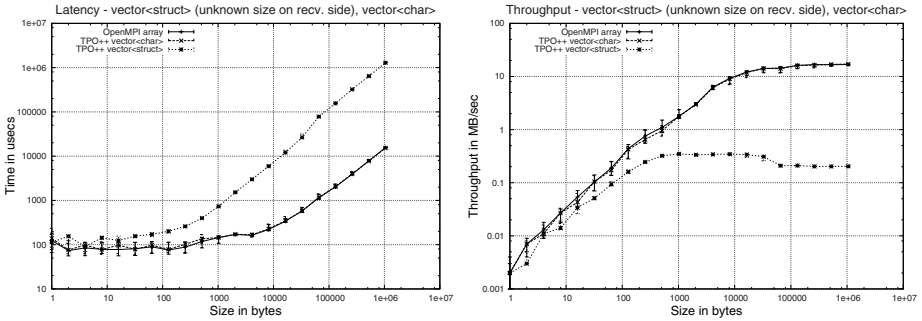 Latency - vector<struct> (unknown size on recv. side), vector<char>
OpenMPI array
TPO++ vector<char>
TPO++ vector<struct>
1e+07
1e+06
100000
10000
1000
100
10
Time in usecs
1 10 100 1000 10000 100000 1e+06 1e+07
Size in bytes
Throughput - vector<struct> (unknown size on recv. side), vector<char>
OpenMPI array
TPO++ vector<char>
TPO++ vector<struct>
100
10
1
0.1
0.01
0.001
Throughput in MB/sec
1 10 100 1000 10000 100000 1e+06 1e+07
Size in bytes